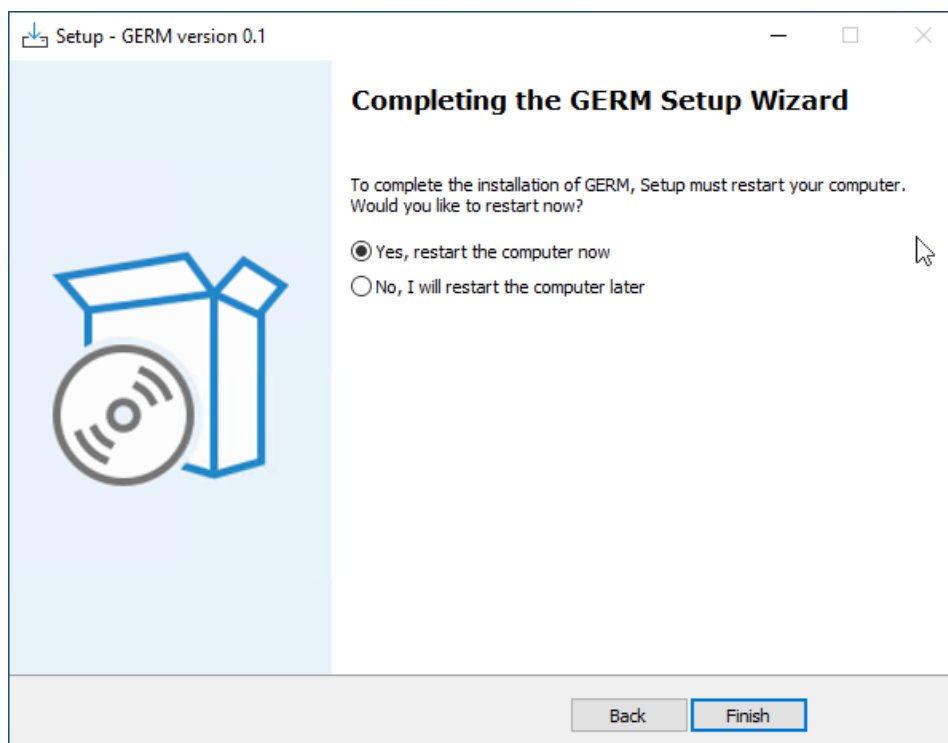 Setup - GERM version 0.1
Completing the GERM Setup Wizard
To complete the installation of GERM, Setup must restart your computer.
Would you like to restart now?
Yes, restart the computer now
No, I will restart the computer later
Back
Finish